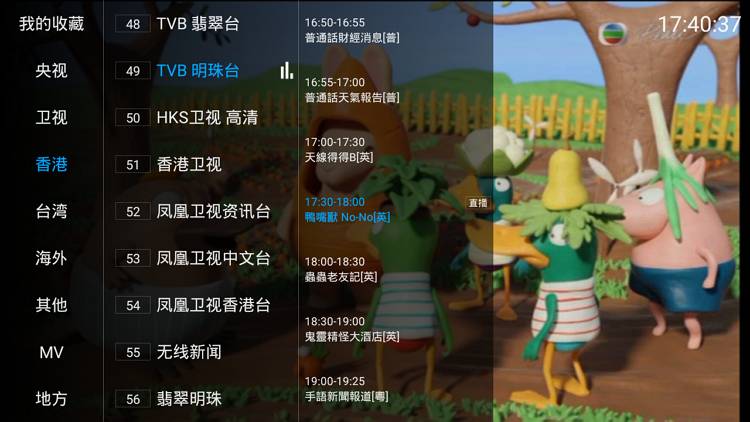 我的收藏
央视
卫视
香港
台湾
海外
其他
MV
地方
48 TVB 翡翠台
49 TVB 明珠台
50 HKS卫视 高清
51 香港卫视
52 凤凰卫视资讯台
53 凤凰卫视中文台
54 凤凰卫视香港台
55 无线新闻
56 翡翠明珠
16:50-16:55
普通話財經消息[普]
16:55-17:00
普通話天氣報告[普]
17:00-17:30
天線得得B[英]
17:30-18:00
鴨嘴獸 No-No[英]
直播
18:00-18:30
蟲蟲老友記[英]
18:30-19:00
鬼靈精怪大酒店[英]
19:00-19:25
手語新聞報道[粵]
17:40:37